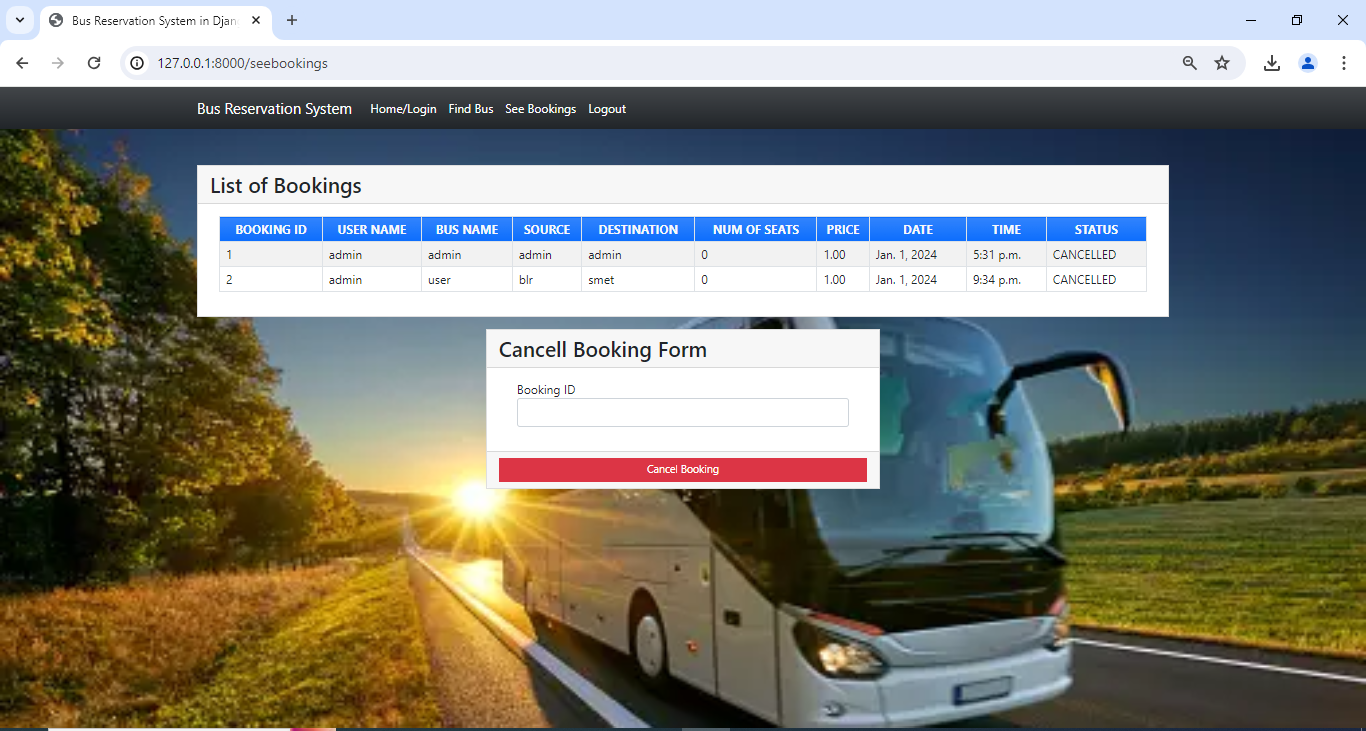 Bus Reservation System in Djan
127.0.0.1:8000/seebookings
Bus Reservation System Home/Login Find Bus See Bookings Logout
List of Bookings
BOOKING ID USER NAME BUS NAME SOURCE DESTINATION NUM OF SEATS PRICE DATE TIME STATUS
1 admin admin admin admin 0 1.00 Jan. 1, 2024 5:31 p.m. CANCELLED
2 admin user blr smet 0 1.00 Jan. 1, 2024 9:34 p.m. CANCELLED
Cancell Booking Form
Booking ID
Cancel Booking